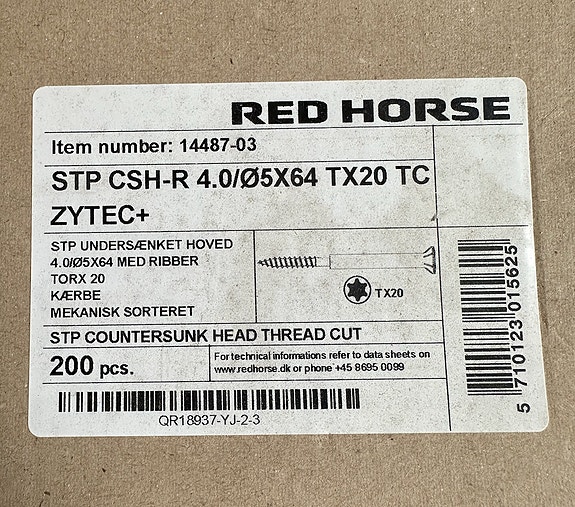 RED HORSE
Item number: 14487-03
STP CSH-R 4.0/Ø5X64 TX20 TC
ZYTEC+
STP UNDERSÆNKET HOVED
4.0/Ø5X64 MED RIBBER
TORX 20
KÆRBE
MEKANISK SORTERET
TX20
STP COUNTERSUNK HEAD THREAD CUT
200 pcs.
For technical informations refer to data sheets on
www.redhorse.dk or phone +45 8695 0099
QR18937-YJ-2-3
5 710123 015625